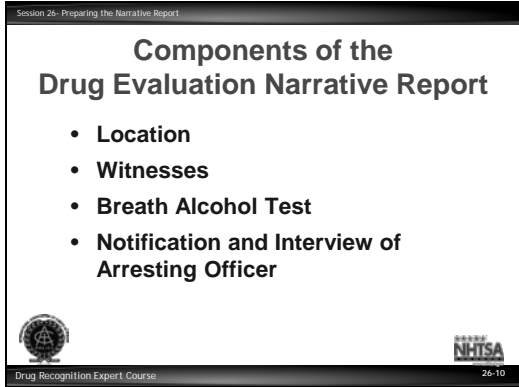 Session 26- Preparing the Narrative Report
Components of the
Drug Evaluation Narrative Report
• Location
• Witnesses
• Breath Alcohol Test
• Notification and Interview of
Arresting Officer
NHTSA
Drug Recognition Expert Course
26-10